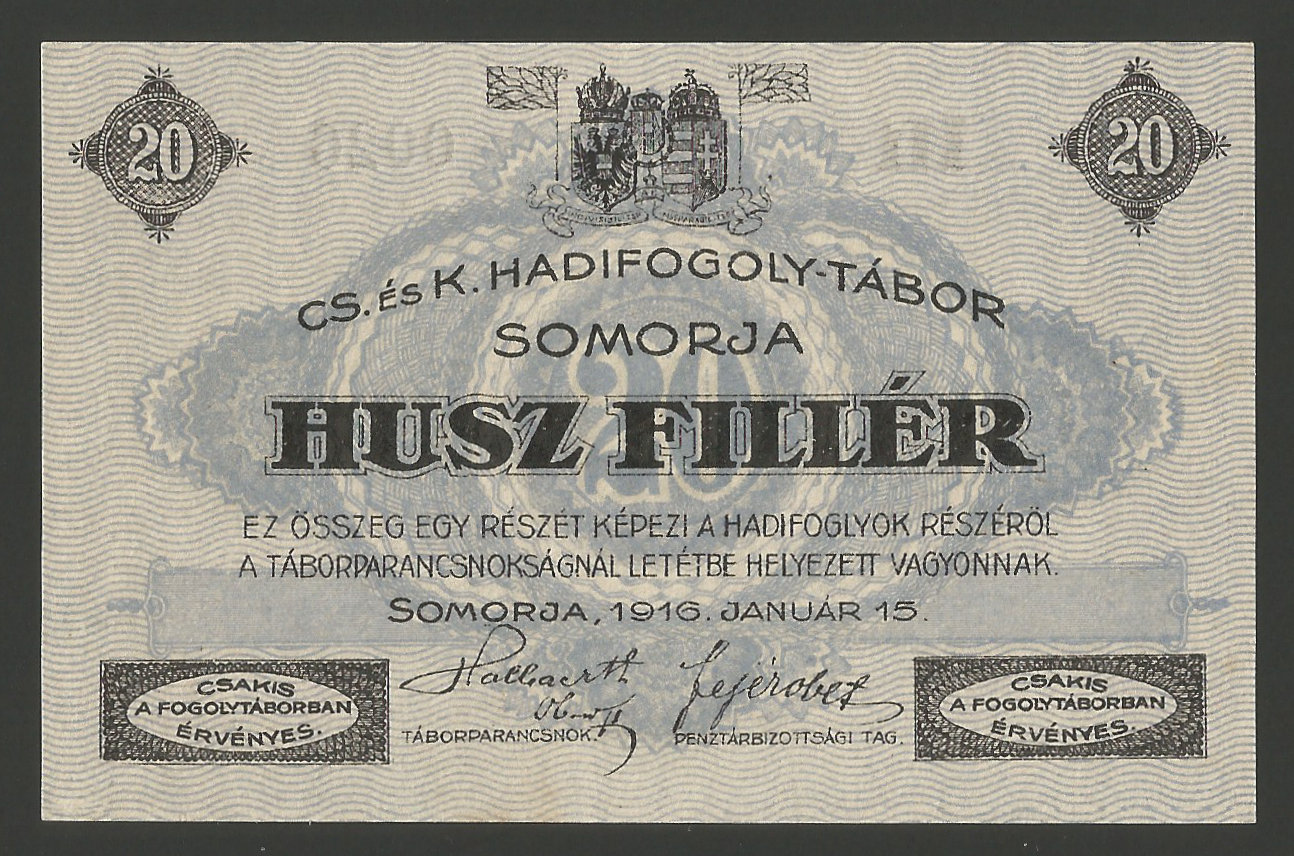 20
20
CS. ÉS K. HADIFOGOLY-TÁBOR
SOMORJA
20
HUSZ FILLÉR
EZ ÖSSZEG EGY RÉSZÉT KÉPEZI A HADIFOGLYOK RÉSZÉRÖL
A TÁBORPARANCSNOKSÁGNÁL LETÉTBE HELYEZETT VAGYONNAK.
SOMORJA, 1916. JANUÁR 15.
TÁBORPARANCSNOK.
PENZTÁRBIZOTTSÁGI TAG.
CSAKIS
A FOGOLYTÁBORBAN
ÉRVÉNYES.
CSAKIS
A FOGOLYTÁBORBAN
ÉRVÉNYES.